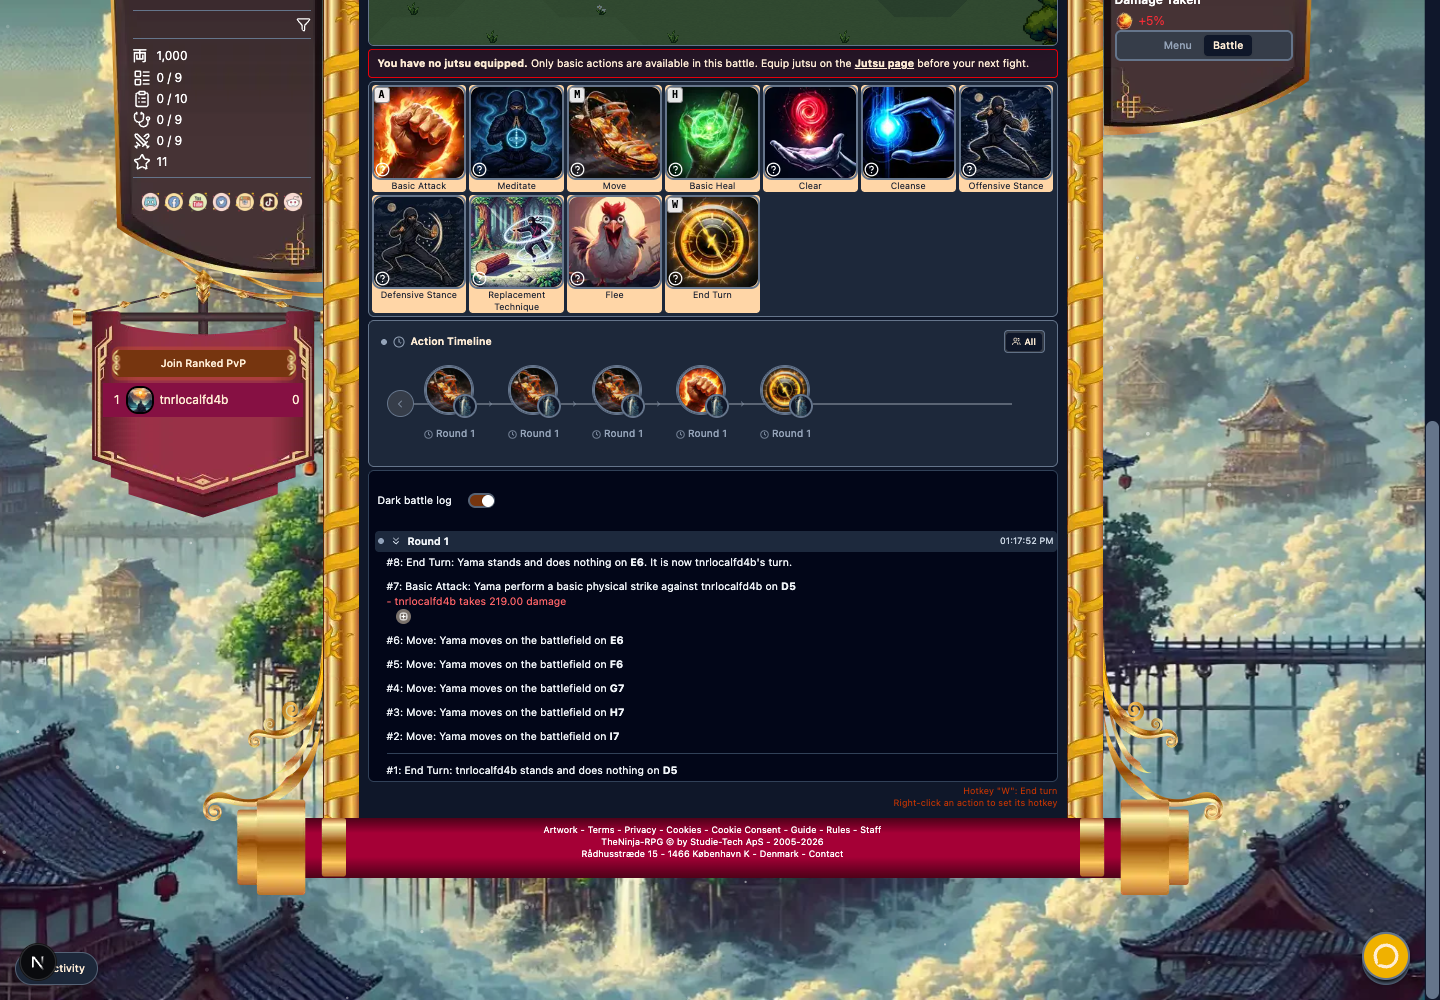 1,000
0 / 9
0 / 10
0 / 9
0 / 9
11
Join Ranked PvP
1 tnrlocalfd4b 0
You have no jutsu equipped. Only basic actions are available in this battle. Equip jutsu on the Jutsu page before your next fight.
A
M
H
Basic Attack
Meditate
Move
Basic Heal
Clear
Cleanse
Offensive Stance
W
Defensive Stance
Replacement
Technique
Flee
End Turn
Action Timeline
All
Round 1
Round 1
Round 1
Round 1
Round 1
Dark battle log
Round 1 01:17:52 PM
#8: End Turn: Yama stands and does nothing on E6. It is now tnrlocalfd4b's turn.
#7: Basic Attack: Yama perform a basic physical strike against tnrlocalfd4b on D5
- tnrlocalfd4b takes 219.00 damage
#6: Move: Yama moves on the battlefield on E6
#5: Move: Yama moves on the battlefield on F6
#4: Move: Yama moves on the battlefield on G7
#3: Move: Yama moves on the battlefield on H7
#2: Move: Yama moves on the battlefield on I7
#1: End Turn: tnrlocalfd4b stands and does nothing on D5
Hotkey "W": End turn
Right-click an action to set its hotkey
Artwork - Terms - Privacy - Cookies - Cookie Consent - Guide - Rules - Staff
TheNinja-RPG © by Studie-Tech ApS - 2005-2026
Rådhusstræde 15 - 1466 København K - Denmark - Contact
Damage Taken
+5%
Menu
Battle
N
ctivity